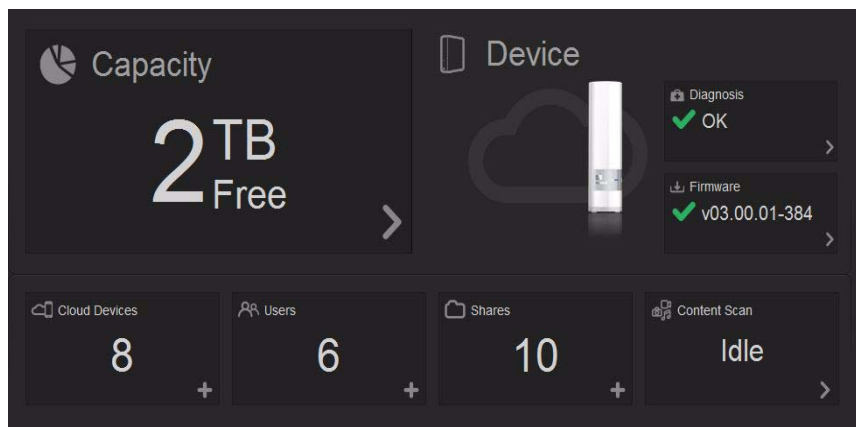 Capacity
2 TB
Free
Device
Diagnosis
OK
Firmware
v03.00.01-384
Cloud Devices
8
Users
6
Shares
10
Content Scan
Idle